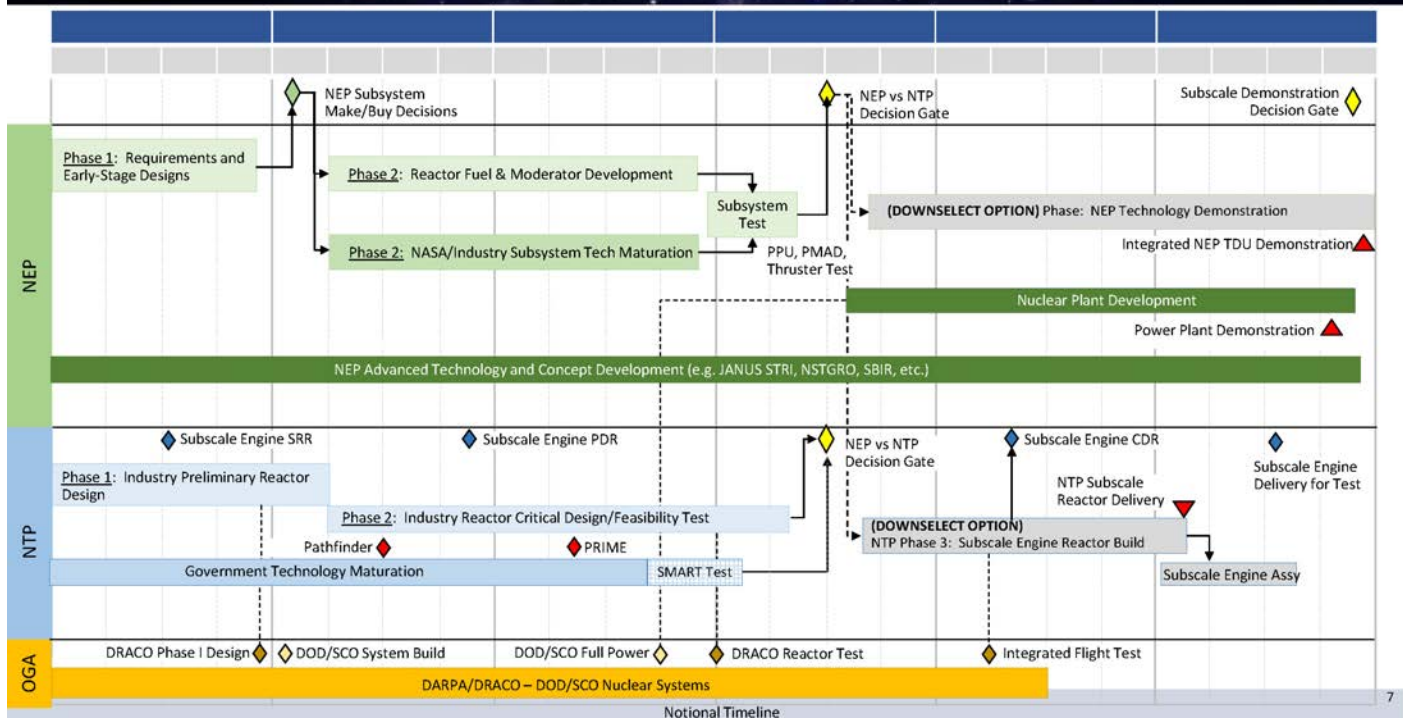 NEP Subsystem
Make/Buy Decisions
NEP vs NTP
Decision Gate
Subscale Demonstration
Decision Gate
NEP
Phase 1: Requirements and
Early-Stage Designs
Phase 2: Reactor Fuel & Moderator Development
Subsystem
Test
(DOWNSELECT OPTION) Phase: NEP Technology Demonstration
Phase 2: NASA/Industry Subsystem Tech Maturation
PPU, PMAD,
Thruster Test
Integrated NEP TDU Demonstration
Nuclear Plant Development
Power Plant Demonstration
NEP Advanced Technology and Concept Development (e.g. JANUS STRI, NSTGRO, SBIR, etc.)
NTP
Subscale Engine SRR
Subscale Engine PDR
NEP vs NTP
Decision Gate
Subscale Engine CDR
Subscale Engine
Delivery for Test
Phase 1: Industry Preliminary Reactor
Design
NTP Subscale
Reactor Delivery
Phase 2: Industry Reactor Critical Design/Feasibility Test
(DOWNSELECT OPTION)
NTP Phase 3: Subscale Engine Reactor Build
Pathfinder
PRIME
Government Technology Maturation
SMART Test
Subscale Engine Assy
OGA
DRACO Phase I Design
DOD/SCO System Build
DOD/SCO Full Power
DRACO Reactor Test
Integrated Flight Test
DARPA/DRACO – DOD/SCO Nuclear Systems
7
Notional Timeline